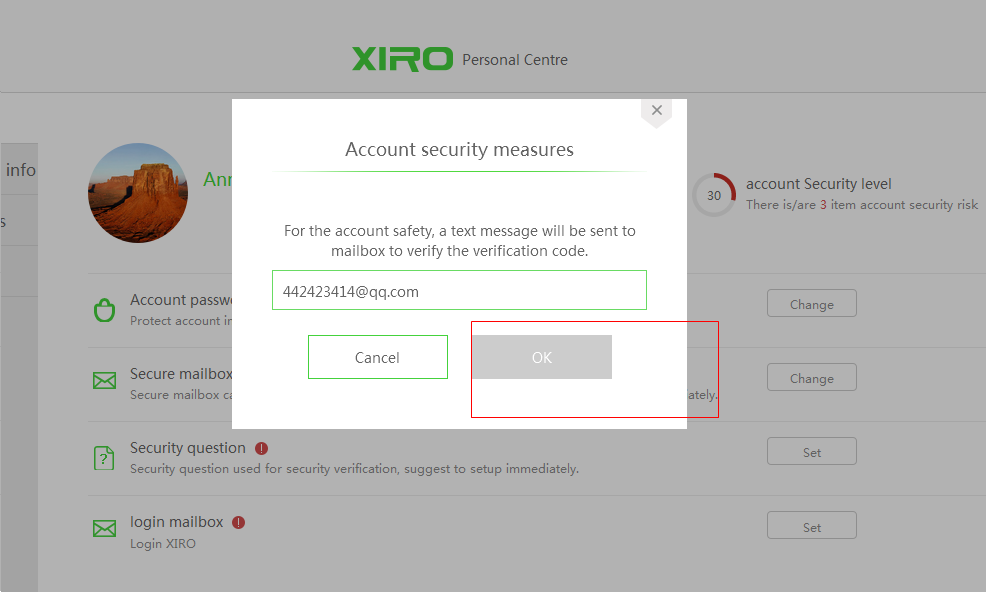 XIRO Personal Centre
×
Account security measures
info
Ann
s
30
account Security level
There is/are 3 item account security risk
For the account safety, a text message will be sent to
mailbox to verify the verification code.
442423414@qq.com
Cancel
OK
Account passw
Protect account in
Change
Secure mailbox
Secure mailbox ca
ately.
Change
Security question
Security question used for security verification, suggest to setup immediately.
Set
login mailbox
Login XIRO
Set